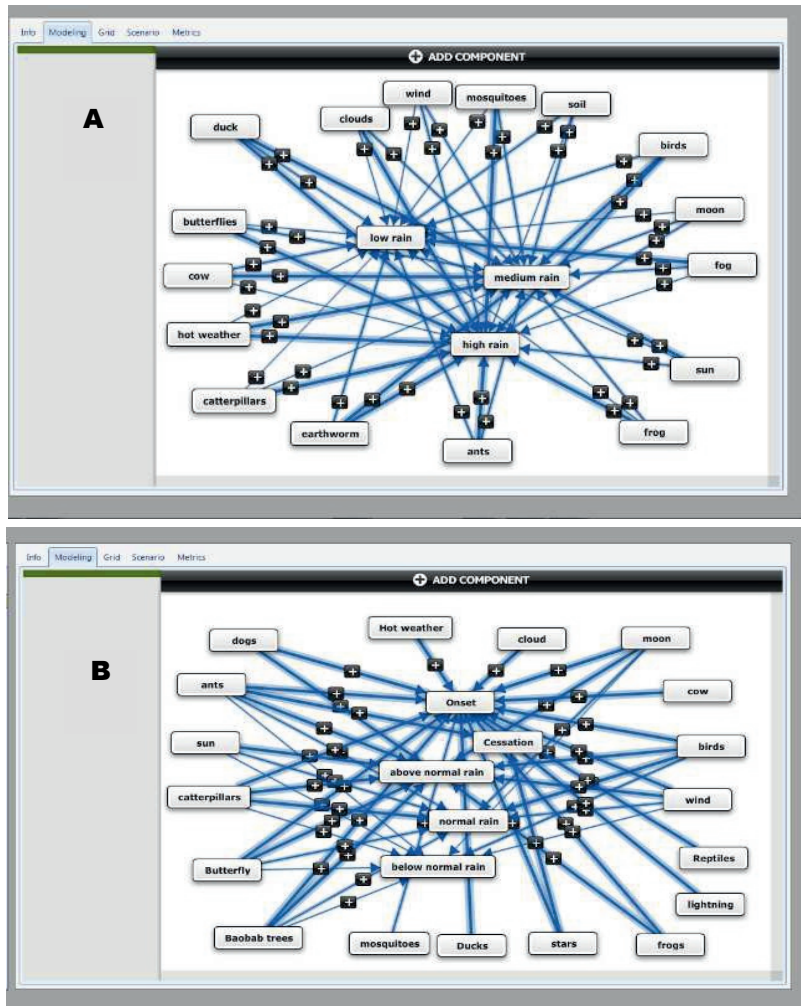 Info Modeling Grid Scenario Metrics
ADD COMPONENT
A
wind
mosquitoes
soil
clouds
duck
birds
butterflies
moon
low rain
cow
medium rain
fog
hot weather
high rain
sun
catterpillars
earthworm
frog
ants
Info Modeling Grid Scenario Metrics
ADD COMPONENT
B
Hot weather
dogs
cloud
moon
ants
Onset
cow
sun
Cessation
birds
above normal rain
catterpillars
wind
normal rain
Butterfly
below normal rain
Reptiles
lightning
Baobab trees
mosquitoes
Ducks
stars
frogs